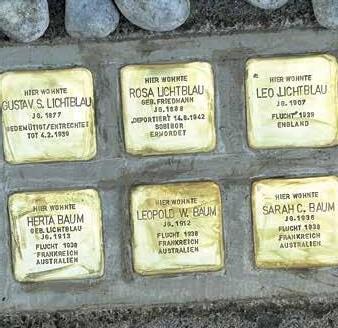 HIER WOHNTE
GUSTAV S. LICHTBLAU
JG. 1877
GEDEMÜTIGT/ENTRECHTET
TOT 4.2.1939
HIER WOHNTE
ROSA LICHTBLAU
GEB. FRIEDMANN
JG. 1888
DEPORTIERT 14.6.1942
SOBIBOR
ERMORDET
HIER WOHNTE
LEO J.LICHTBLAU
JG. 1907
FLUCHT 1939
ENGLAND
HIER WOHNTE
HERTA BAUM
GEB. LICHTBLAU
JG. 1913
FLUCHT 1938
FRANKREICH
AUSTRALIEN
HIER WOHNTE
LEOPOLD W. BAUM
JG. 1912
FLUCHT 1938
FRANKREICH
AUSTRALIEN
HIER WOHNTE
SARAH C. BAUM
JG. 1936
FLUCHT 1938
FRANKREICH
AUSTRALIEN